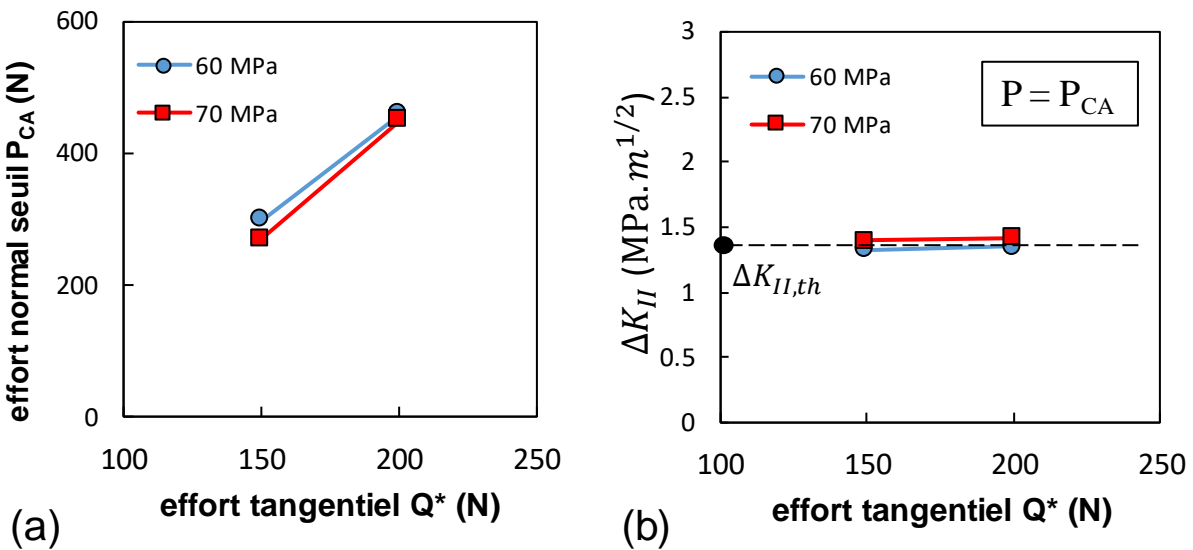 600
400
200
0
100
150
200
250
60 MPa
70 MPa
effort normal seuil P_CA (N)
effort tangentiel Q* (N)
(a)
3
2.5
2
1.5
1
0.5
0
100
150
200
250
60 MPa
70 MPa
P = P_CA
ΔK_II,th
ΔK_II (MPa.m^1/2)
effort tangentiel Q* (N)
(b)